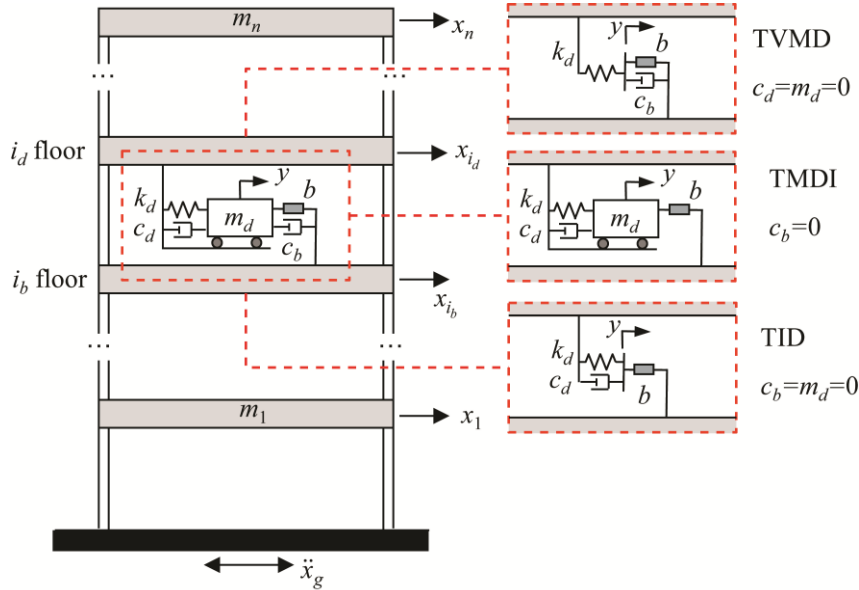 m_n
x_n
...
...
i_d floor
x_{i_d}
y
k_d
c_d
m_d
b
c_b
i_b floor
x_{i_b}
...
...
m_1
x_1
ẍ_g
y
k_d
b
c_b
TVMD
c_d=m_d=0
y
k_d
c_d
m_d
b
TMDI
c_b=0
y
k_d
c_d
b
TID
c_b=m_d=0